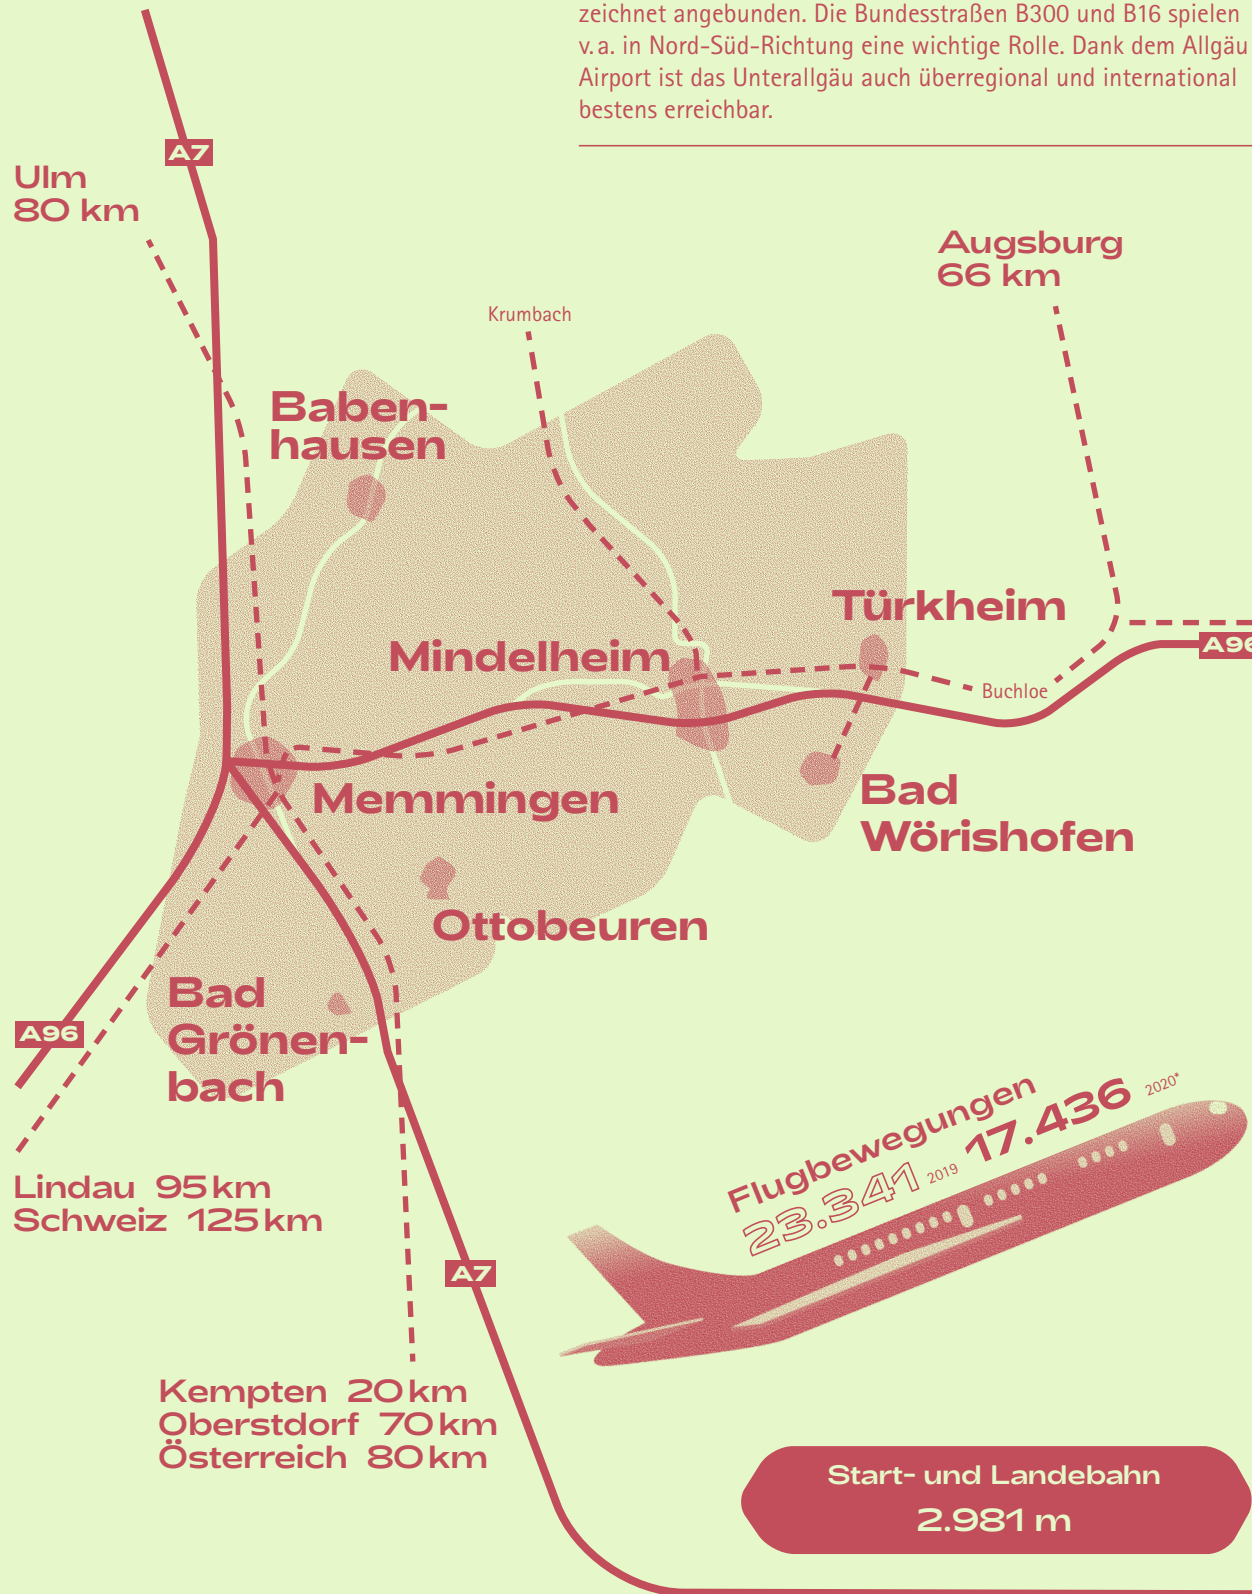 zeichnet angebunden. Die Bundesstraßen B300 und B16 spielen
v. a. in Nord-Süd-Richtung eine wichtige Rolle. Dank dem Allgäu
Airport ist das Unterallgäu auch überregional und international
bestens erreichbar.
A7
Ulm
80 km
Augsburg
66 km
Krumbach
Baben-
hausen
Türkheim
Mindelheim
A96
Buchloe
Memmingen
Bad
Wörishofen
Ottobeuren
Bad
Grönen-
bach
A96
Lindau 95 km
Schweiz 125 km
Flugbewegungen
23.341 2019 17.436 2020*
A7
Kempten 20 km
Oberstdorf 70 km
Österreich 80 km
Start- und Landebahn
2.981 m